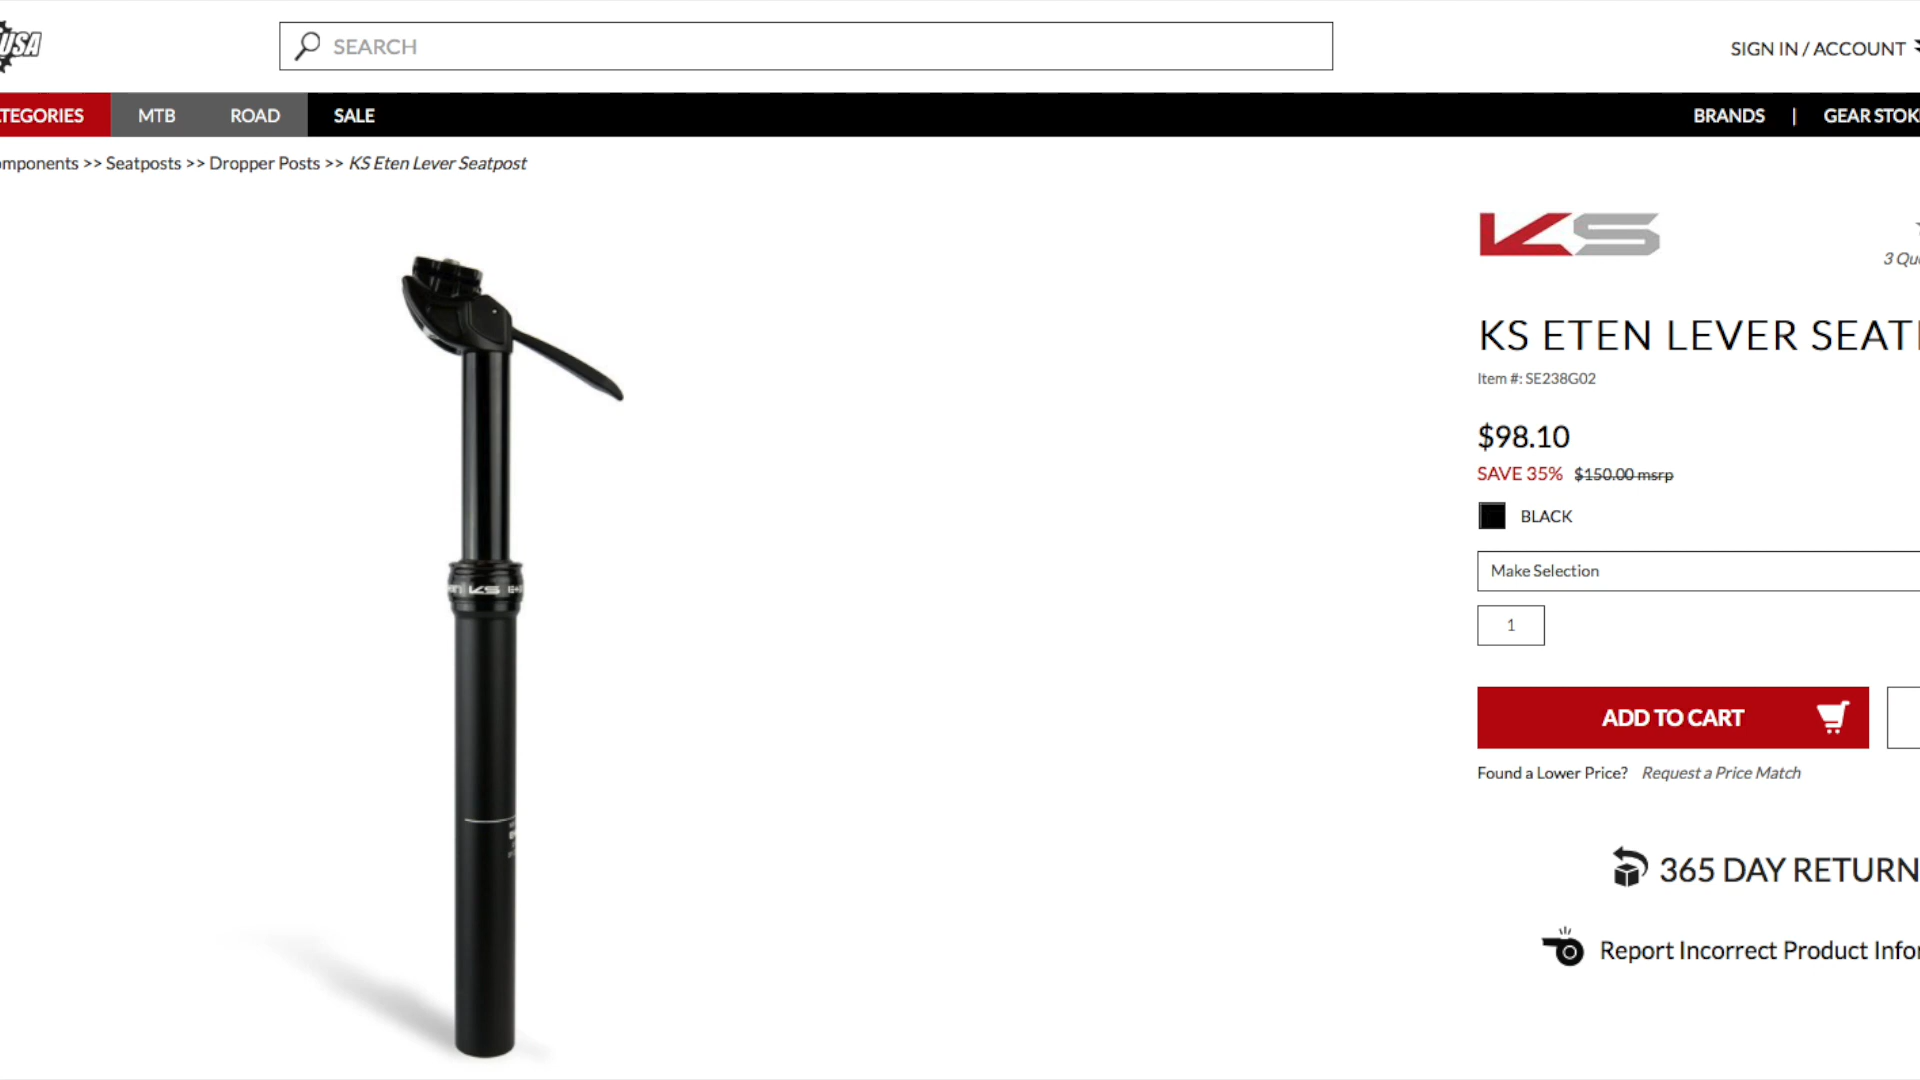 USA
SEARCH
SIGN IN / ACCOUNT
TEGORIES
MTB
ROAD
SALE
BRANDS | GEAR STOK
mponents >> Seatposts >> Dropper Posts >> KS Eten Lever Seatpost
KS
3 Qu
KS ETEN LEVER SEAT
Item #: SE238G02
$98.10
SAVE 35% $150.00 msrp
BLACK
Make Selection
1
ADD TO CART
Found a Lower Price? Request a Price Match
365 DAY RETURN
Report Incorrect Product Infor
KS